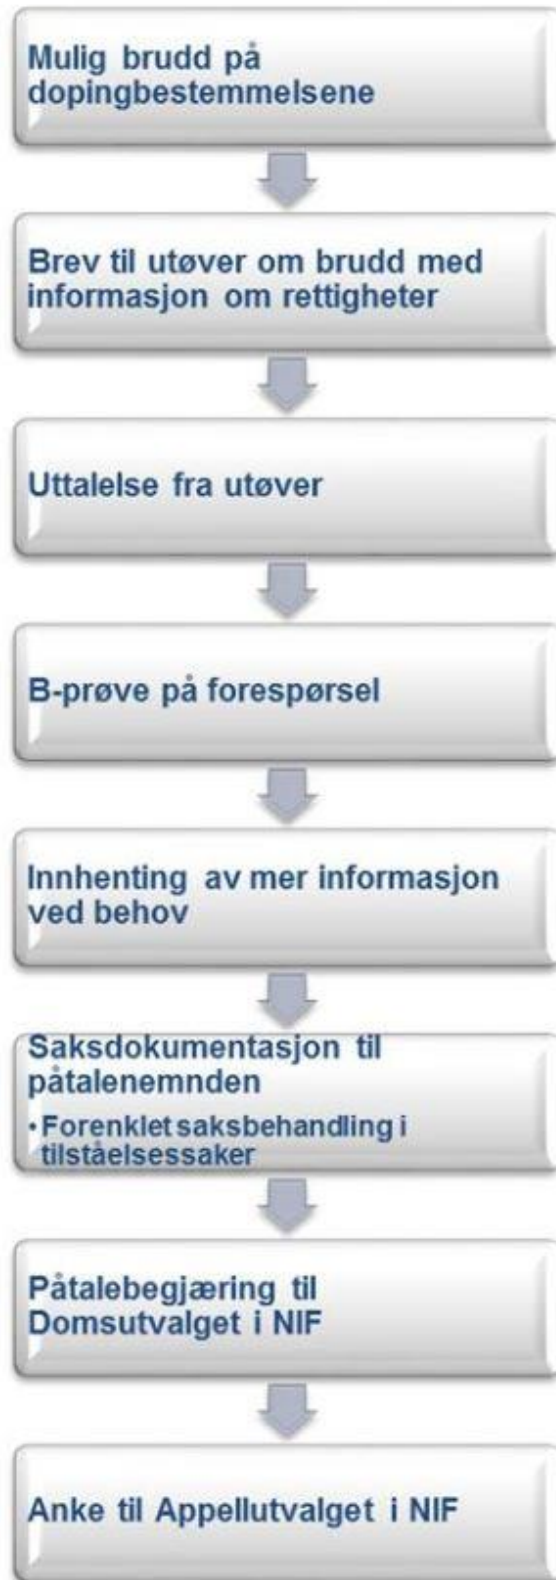 Mulig brudd på
dopingbestemmelsene
Brev til utøver om brudd med
informasjon om rettigheter
Uttalelse fra utøver
B-prøve på forespørsel
Innhenting av mer informasjon
ved behov
Saksdokumentasjon til
påtalenemnden
• Forenklet saksbehandling i
tilståelsessaker
Påtalebegjæring til
Domsutvalget i NIF
Anke til Appellutvalget i NIF